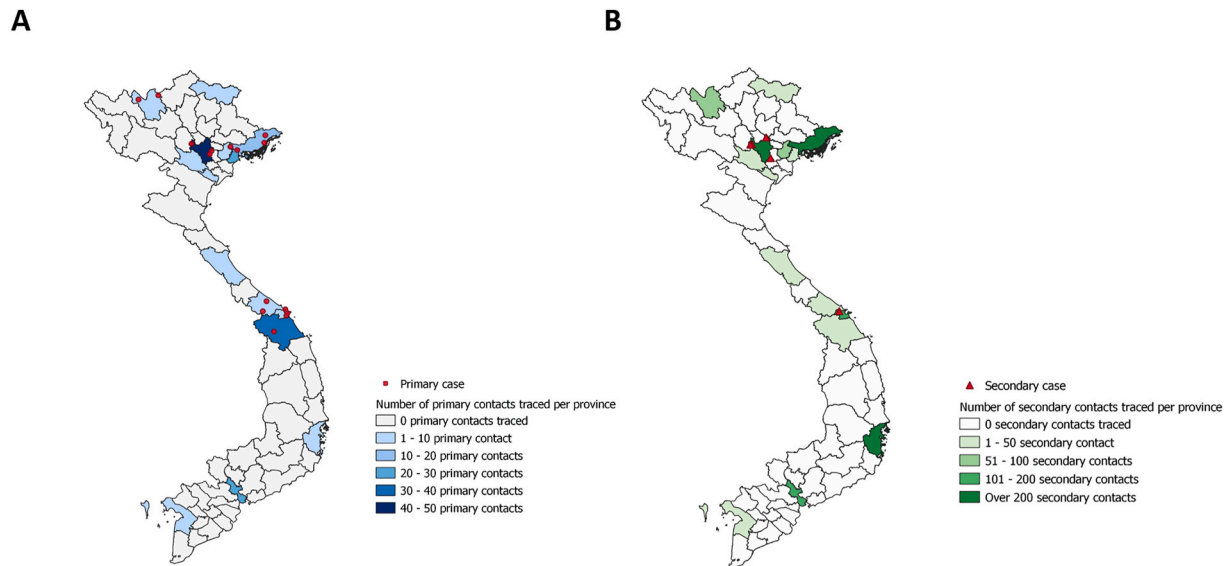 A
B
Primary case
Number of primary contacts traced per province
0 primary contacts traced
1 - 10 primary contact
10 - 20 primary contacts
20 - 30 primary contacts
30 - 40 primary contacts
40 - 50 primary contacts
Secondary case
Number of secondary contacts traced per province
0 secondary contacts traced
1 - 50 secondary contact
51 - 100 secondary contacts
101 - 200 secondary contacts
Over 200 secondary contacts